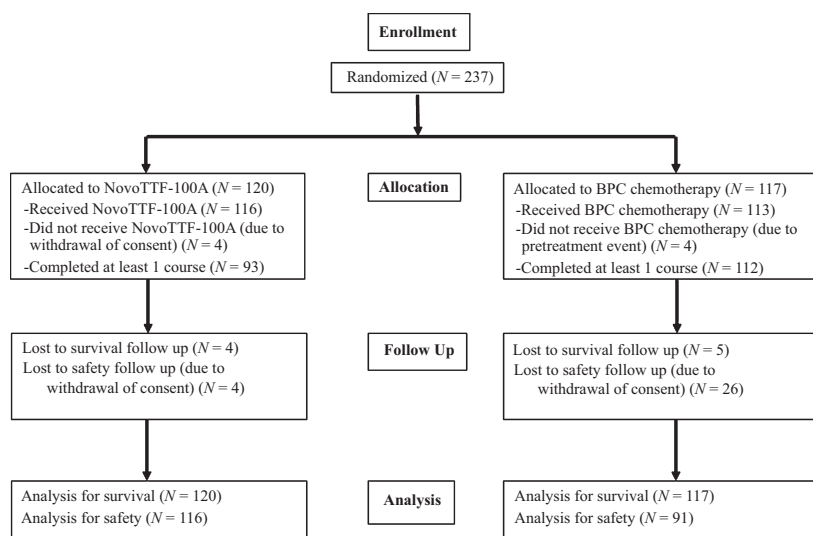 Enrollment
Randomized (N = 237)
Allocated to NovoTTF-100A (N = 120)
-Received NovoTTF-100A (N = 116)
-Did not receive NovoTTF-100A (due to
withdrawal of consent) (N = 4)
-Completed at least 1 course (N = 93)
Allocation
Allocated to BPC chemotherapy (N = 117)
-Received BPC chemotherapy (N = 113)
-Did not receive BPC chemotherapy (due to
pretreatment event) (N = 4)
-Completed at least 1 course (N = 112)
Lost to survival follow up (N = 4)
Lost to safety follow up (due to
withdrawal of consent) (N = 4)
Follow Up
Lost to survival follow up (N = 5)
Lost to safety follow up (due to
withdrawal of consent) (N = 26)
Analysis for survival (N = 120)
Analysis for safety (N = 116)
Analysis
Analysis for survival (N = 117)
Analysis for safety (N = 91)